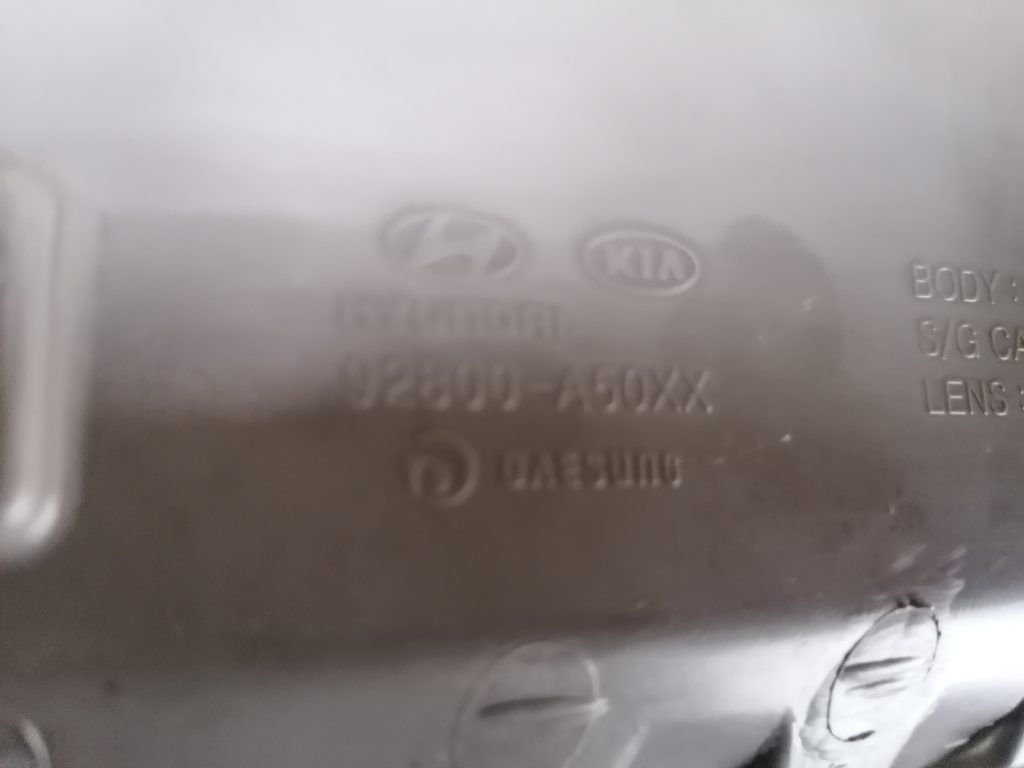 KIA
HYUNDAI
92800-A50XX
DAESUNG
BODY :
S/G CA
LENS :